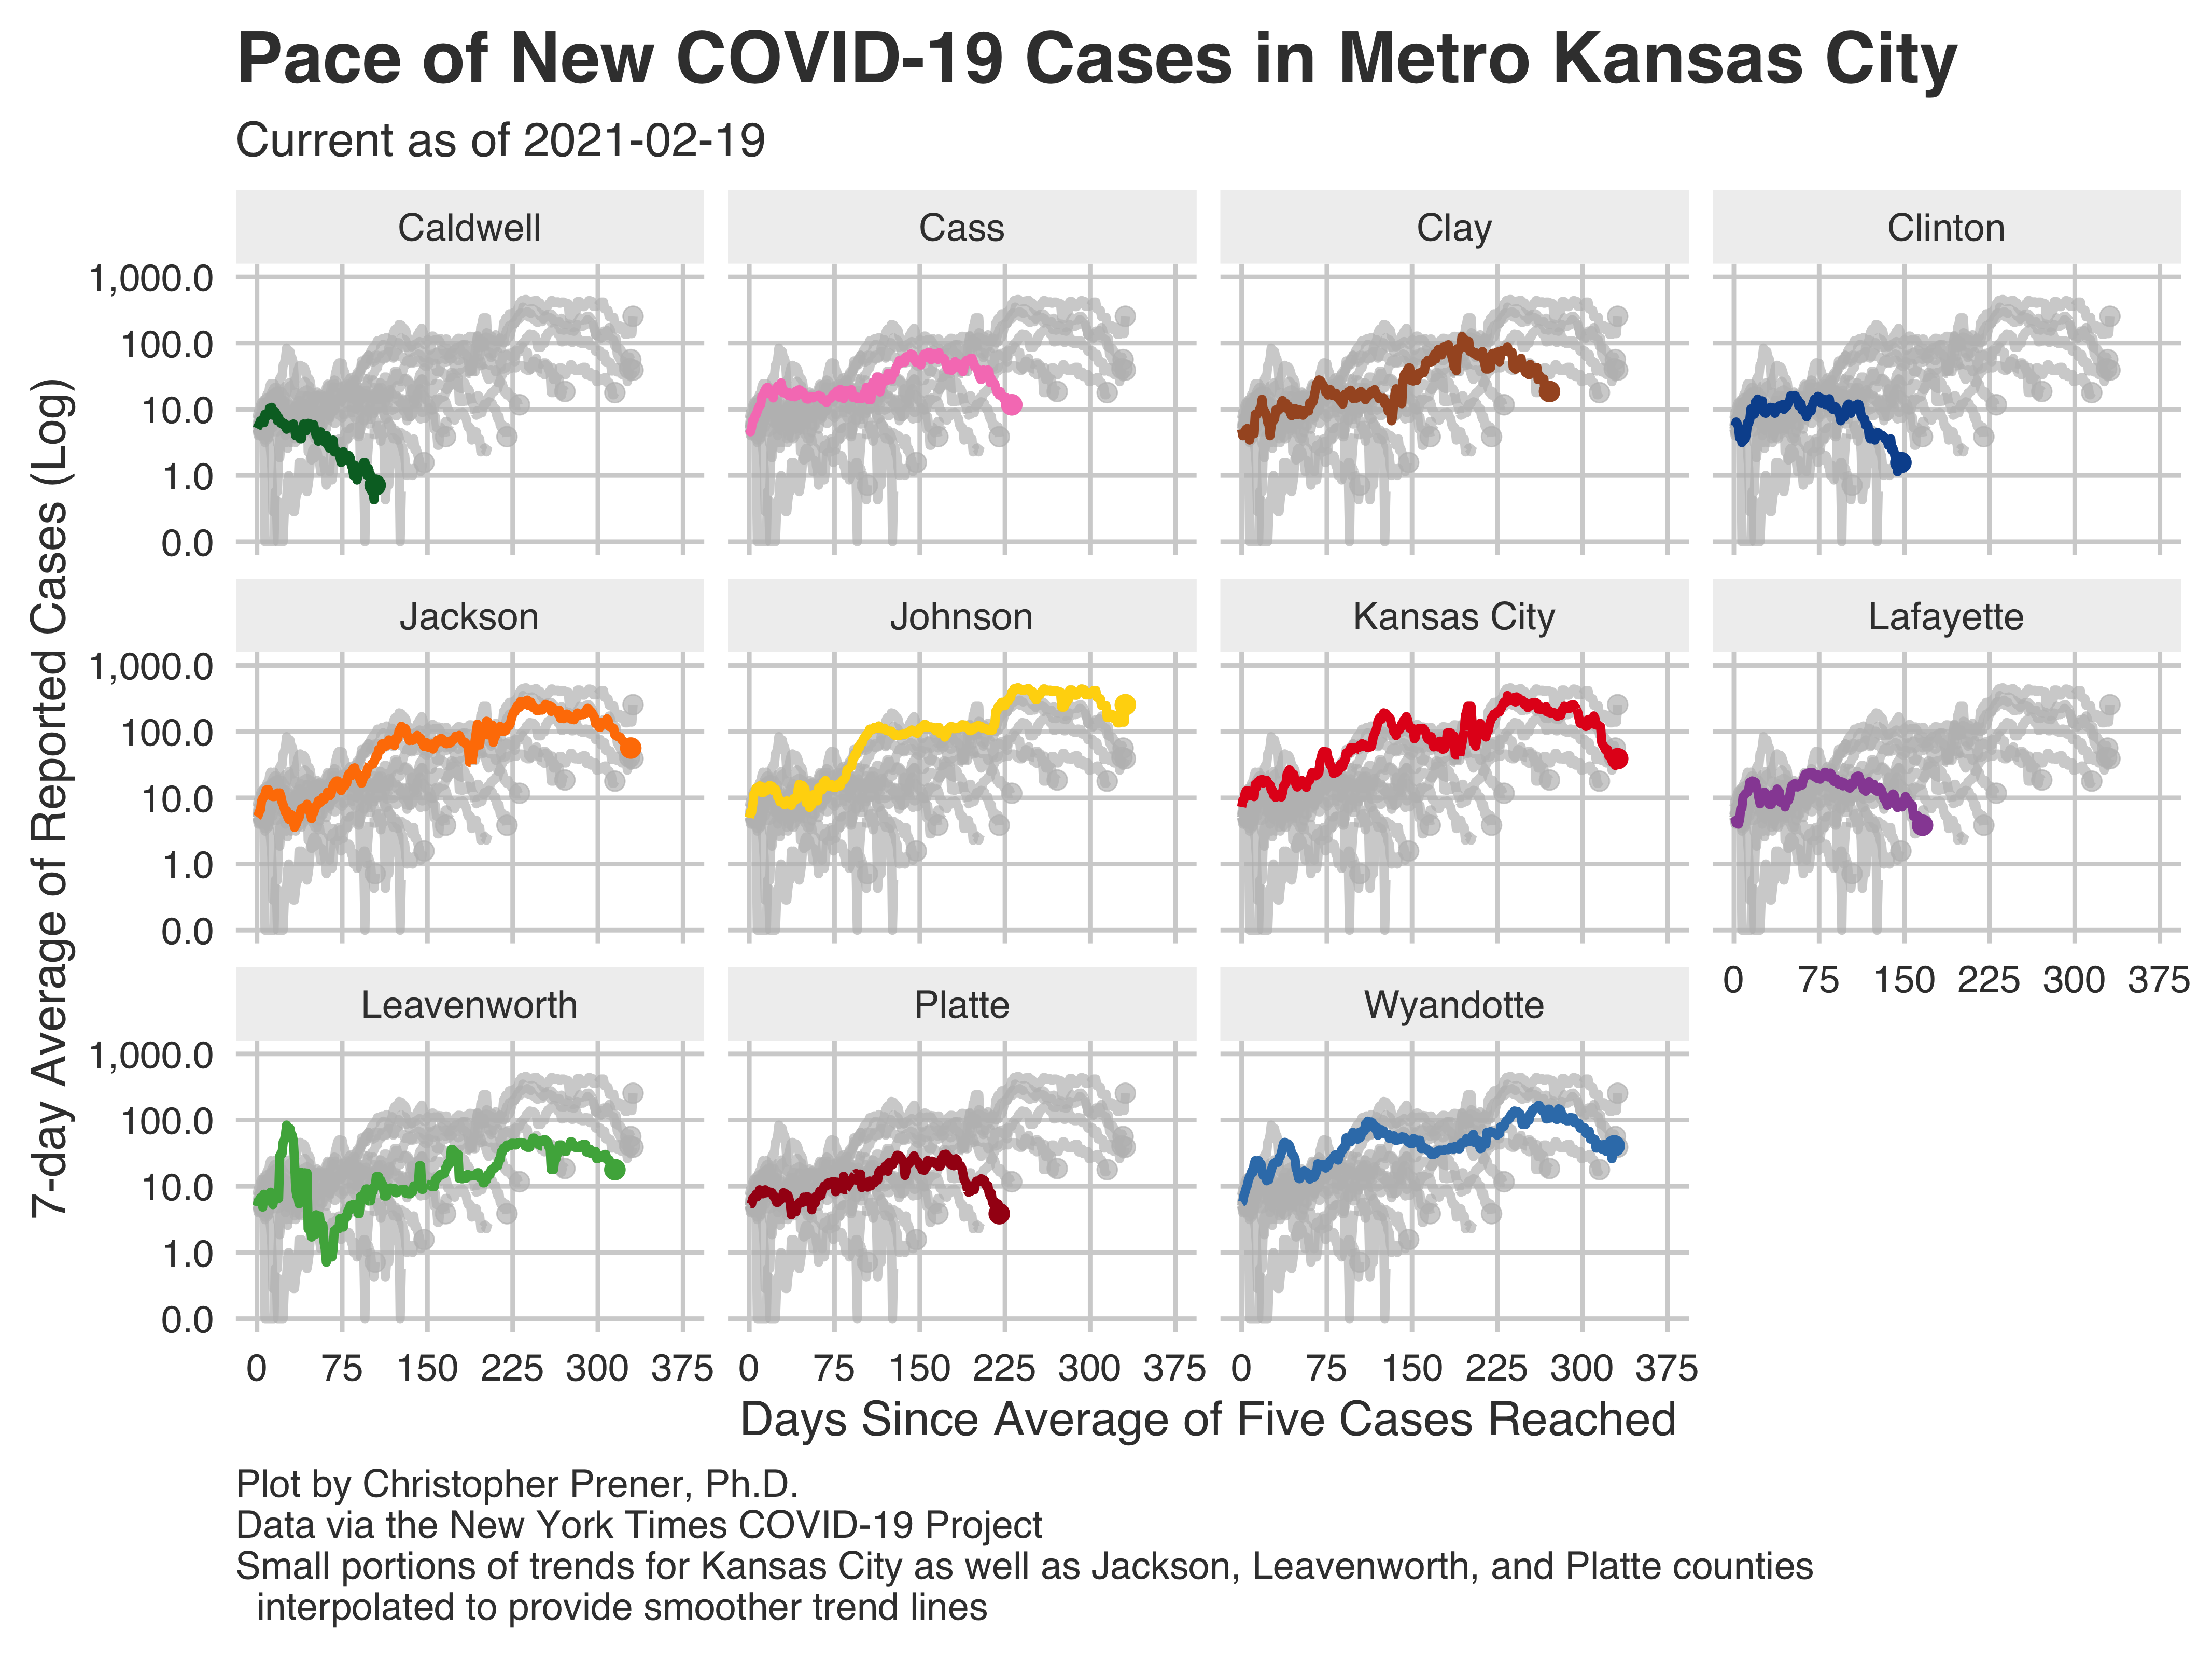 Pace of New COVID-19 Cases in Metro Kansas City
Current as of 2021-02-19
7-day Average of Reported Cases (Log)
Caldwell
Cass
Clay
Clinton
1,000.0
100.0
10.0
1.0
0.0
Jackson
Johnson
Kansas City
Lafayette
1,000.0
100.0
10.0
1.0
0.0
0 75 150 225 300 375
Leavenworth
Platte
Wyandotte
1,000.0
100.0
10.0
1.0
0.0
0 75 150 225 300 375
0 75 150 225 300 375
0 75 150 225 300 375
Days Since Average of Five Cases Reached
Plot by Christopher Prener, Ph.D.
Data via the New York Times COVID-19 Project
Small portions of trends for Kansas City as well as Jackson, Leavenworth, and Platte counties
interpolated to provide smoother trend lines